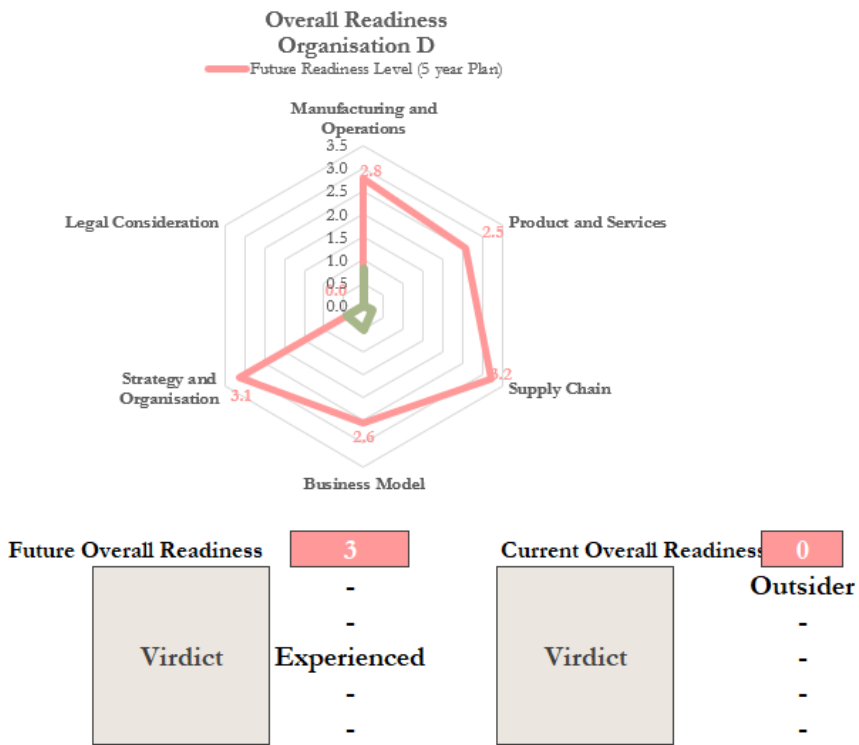 Overall Readiness
Organisation D
Future Readiness Level (5 year Plan)
Manufacturing and
Operations
3.5
3.0
2.8
2.5
2.0
1.5
1.0
0.5
0.0
Legal Consideration
Product and Services
2.5
0.0
Strategy and
Organisation
3.1
3.2
Supply Chain
2.6
Business Model
Future Overall Readiness 3
Current Overall Readiness 0
- Outsider
- -
Virdict Experienced Virdict -
- -
- -